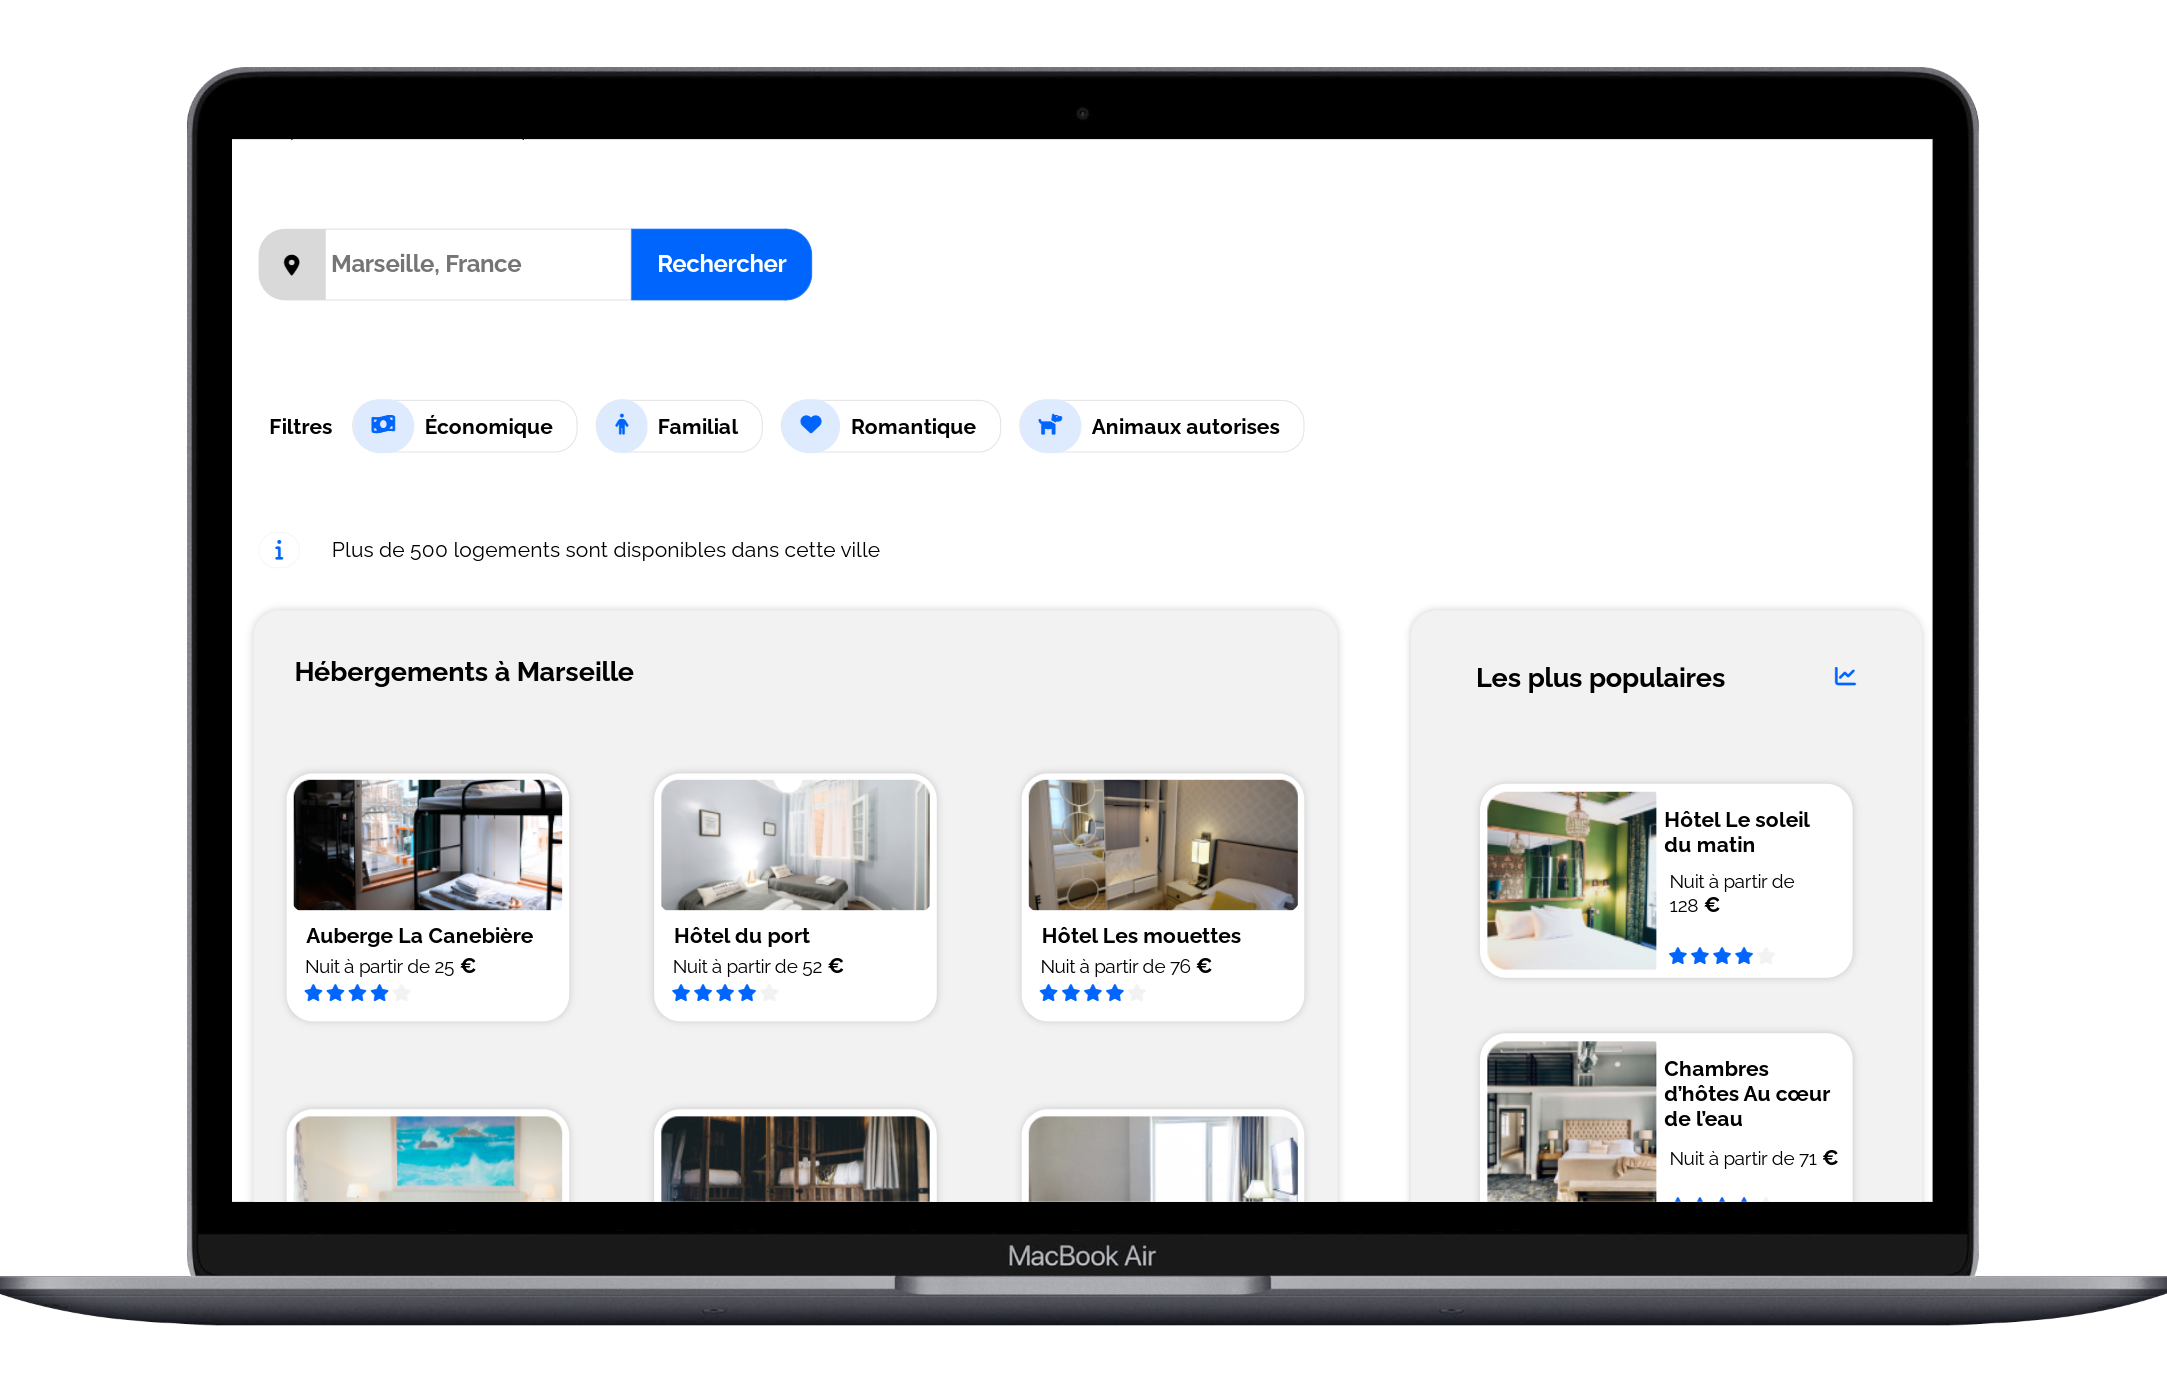 Marseille, France
Rechercher
Filtres
Économique
Familial
Romantique
Animaux autorises
Plus de 500 logements sont disponibles dans cette ville
Hébergements à Marseille
Auberge La Canebière
Nuit à partir de 25 €
Hôtel du port
Nuit à partir de 52 €
Hôtel Les mouettes
Nuit à partir de 76 €
Les plus populaires
Hôtel Le soleil
du matin
Nuit à partir de
128 €
Chambres
d'hôtes Au cœur
de l'eau
Nuit à partir de 71 €
MacBook Air